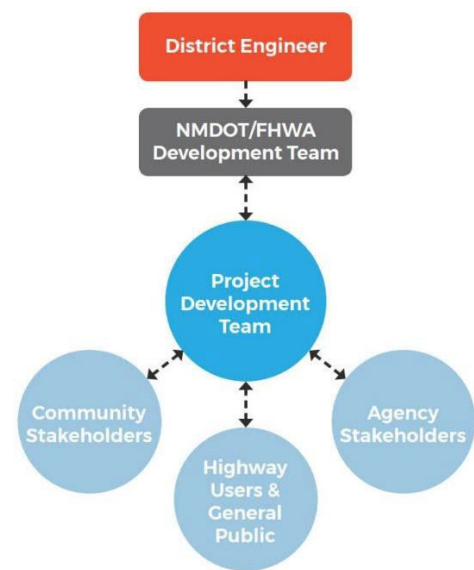 District Engineer
NMDOT/FHWA
Development Team
Project
Development
Team
Community
Stakeholders
Agency
Stakeholders
Highway
Users &
General
Public